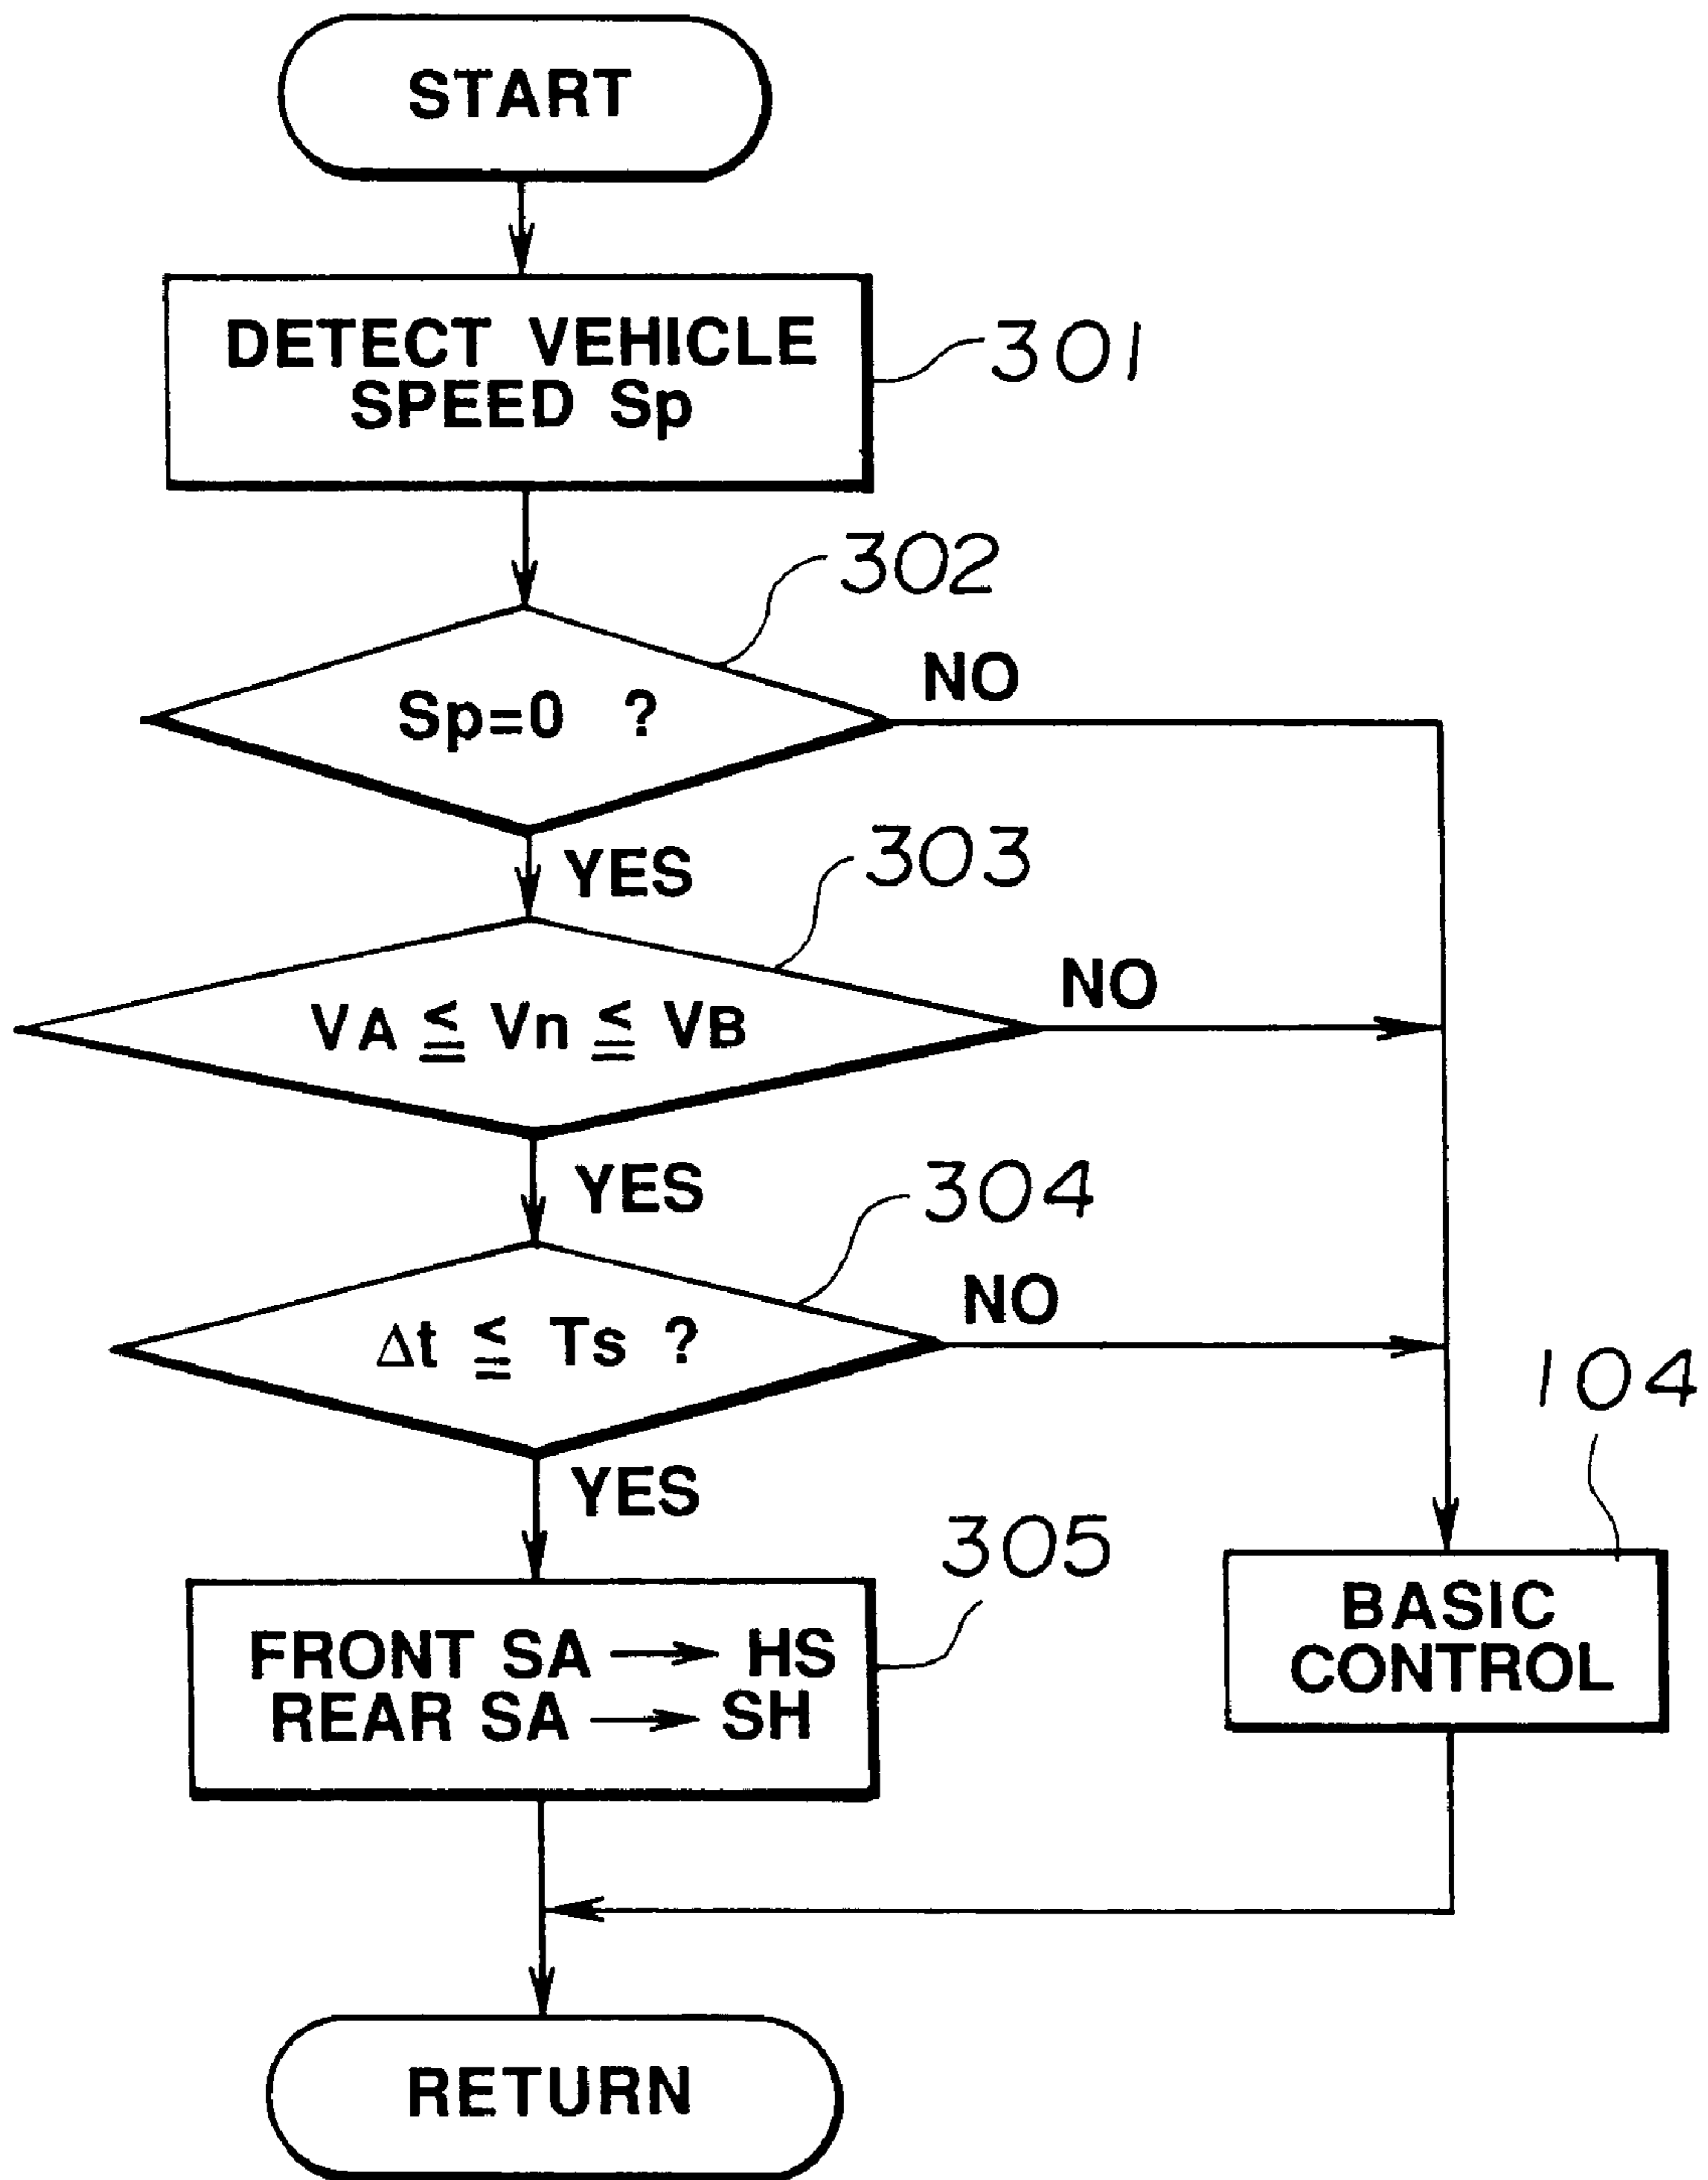 START
DETECT VEHICLE
SPEED Sp
301
302
Sp=0 ?
NO
YES
303
VA ≦ Vn ≦ VB
NO
YES
304
Δt ≦ Ts ?
NO
YES
104
305
FRONT SA → HS
REAR SA → SH
BASIC
CONTROL
RETURN